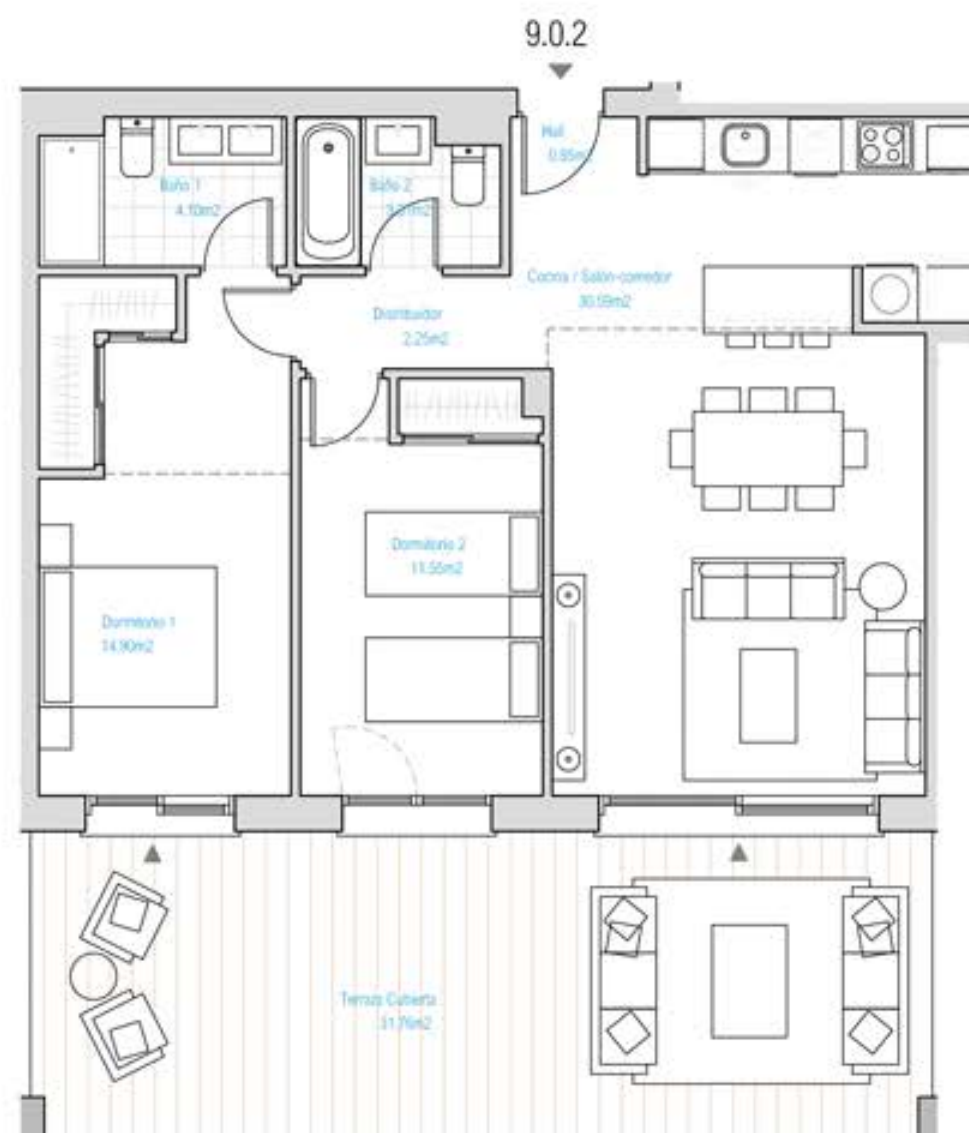 9.0.2
Hall
0.95m2
Baño 1
4.10m2
Baño 2
Cocina / Salón-comedor
30.59m2
Distribuidor
2.25m2
Dormitorio 2
11.55m2
Dormitorio 1
14.90m2
Terraza Cubierta
31.76m2